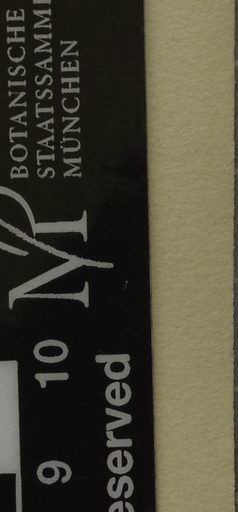 BOTANISCHE
STAATSSAMM
MÜNCHEN
M
9 10
eserved